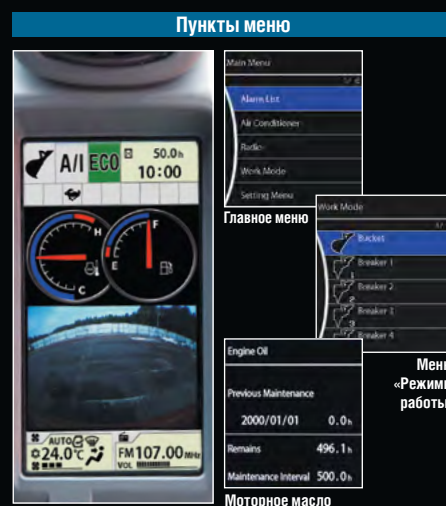 Пункты меню
A/I ECO 50.0h
10:00
H
C
F
E
AUTO
24.0°C
FM107.00MHz
VOL
Main Menu
Alarm List
Air Conditioner
Radio
Work Mode
Setting Menu
Главное меню
Work Mode
Bucket
Breaker 1
Breaker 2
Breaker 3
Breaker 4
Меню
«Режимы
работы
Engine Oil
Previous Maintenance
2000/01/01 0.0h
Remains 496.1h
Maintenance Interval 500.0h
Моторное масло